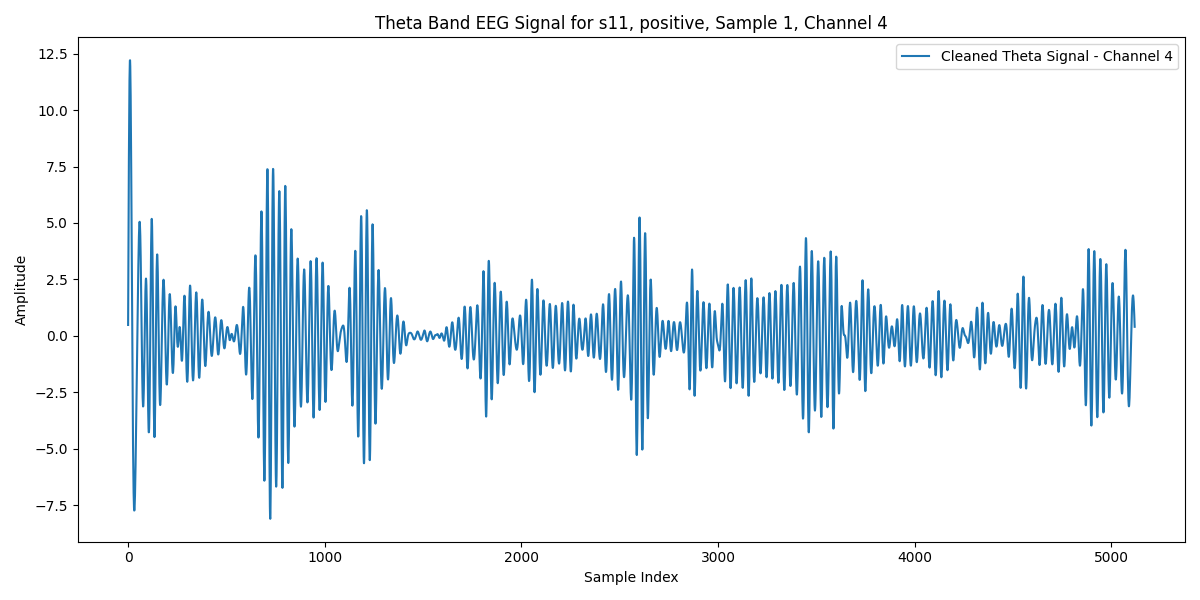 Theta Band EEG Signal for s11, positive, Sample 1, Channel 4
Cleaned Theta Signal - Channel 4
Amplitude
12.5
10.0
7.5
5.0
2.5
0.0
−2.5
−5.0
−7.5
0 1000 2000 3000 4000 5000
Sample Index